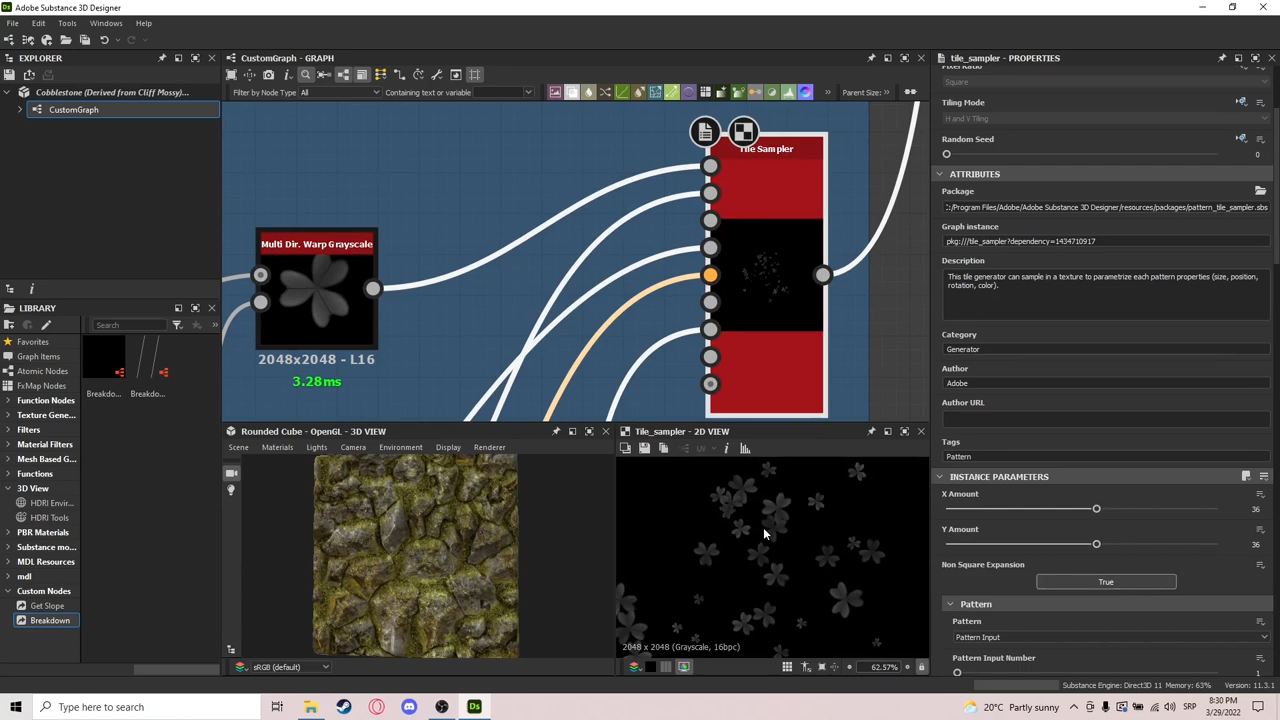 Adobe Substance 3D Designer
File Edit Tools Windows Help
EXPLORER
Cobblestone (Derived from Cliff Mossy)...
CustomGraph
LIBRARY
Search
Favorites
Graph Items
Atomic Nodes
FxMap Nodes
Function Nodes
Texture Gene...
Filters
Material Filters
Mesh Based G...
Functions
3D View
HDRI Envir...
HDRI Tools
PBR Materials
Substance mo...
MDL Resources
mdl
Custom Nodes
Get Slope
Breakdown
Breakdo...
Breakdo...
CustomGraph - GRAPH
Filter by Node Type All Containing text or variable
Parent Size:
Multi Dir. Warp Grayscale
2048x2048 - L16
3.28ms
Tile Sampler
Rounded Cube - OpenGL - 3D VIEW
Scene Materials Lights Camera Environment Display Renderer
sRGB (default)
Tile_sampler - 2D VIEW
UV
2048 x 2048 (Grayscale, 16bpc)
62.57%
tile_sampler - PROPERTIES
Pixel Ratio
Square
Tiling Mode
H and V Tiling
Random Seed
0
ATTRIBUTES
Package
::/Program Files/Adobe/Adobe Substance 3D Designer/resources/packages/pattern_tile_sampler.sbs
Graph instance
pkg:///tile_sampler?dependency=1434710917
Description
This tile generator can sample in a texture to parametrize each pattern properties (size, position,
rotation, color).
Category
Generator
Author
Adobe
Author URL
Tags
Pattern
INSTANCE PARAMETERS
X Amount
36
Y Amount
36
Non Square Expansion
True
Pattern
Pattern
Pattern Input
Pattern Input Number
1
Substance Engine: Direct3D 11 Memory: 63% Version: 11.3.1
Type here to search
20°C Partly sunny
SRP
8:30 PM
3/29/2022